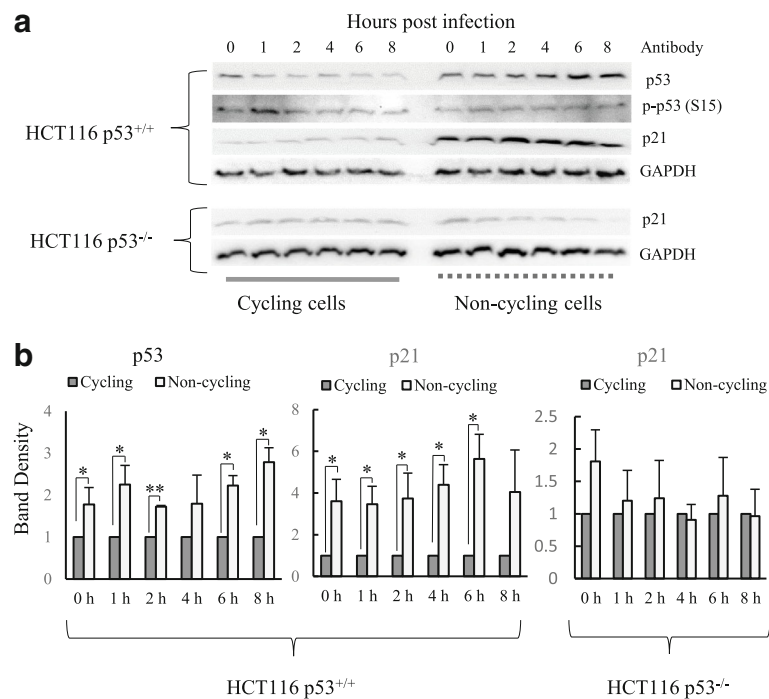 a
Hours post infection
0 1 2 4 6 8 0 1 2 4 6 8 Antibody
p53
p-p53 (S15)
HCT116 p53+/+
p21
GAPDH
p21
HCT116 p53-/-
GAPDH
Cycling cells Non-cycling cells
b
p53 p21 p21
Cycling Non-cycling Cycling Non-cycling Cycling Non-cycling
Band Density
4
3
2
1
0
* * ** * *
0 h 1 h 2 h 4 h 6 h 8 h
8
6
4
2
0
* * * * *
0 h 1 h 2 h 4 h 6 h 8 h
2.5
2
1.5
1
0.5
0
0 h 1 h 2 h 4 h 6 h 8 h
HCT116 p53+/+ HCT116 p53-/-